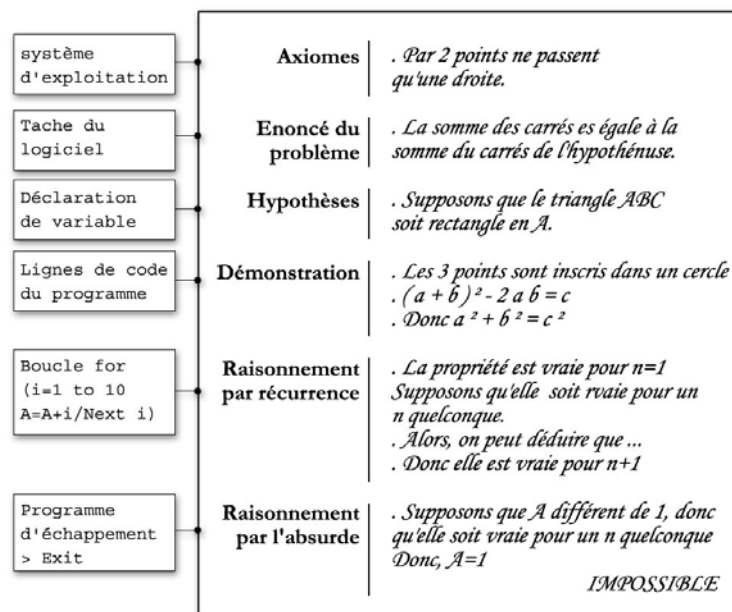 système
d'exploitation
Axiomes
. Par 2 points ne passent
qu'une droite.
Tache du
logiciel
Enoncé du
problème
. La somme des carrés es égale à la
somme du carrés de l'hypothénuse.
Déclaration
de variable
Hypothèses
. Supposons que le triangle ABC
soit rectangle en A.
Lignes de code
du programme
Démonstration
. Les 3 points sont inscris dans un cercle
. ( a + b ) ² - 2 a b = c
. Donc a ² + b ² = c ²
Boucle for
(i=1 to 10
A=A+i/Next i)
Raisonnement
par récurrence
. La propriété est vraie pour n=1
Supposons qu'elle soit rvaie pour un
n quelconque.
. Alors, on peut déduire que ...
. Donc elle est vraie pour n+1
Programme
d'échappement
> Exit
Raisonnement
par l'absurde
. Supposons que A différent de 1, donc
qu'elle soit vraie pour un n quelconque
Donc, A=1
IMPOSSIBLE